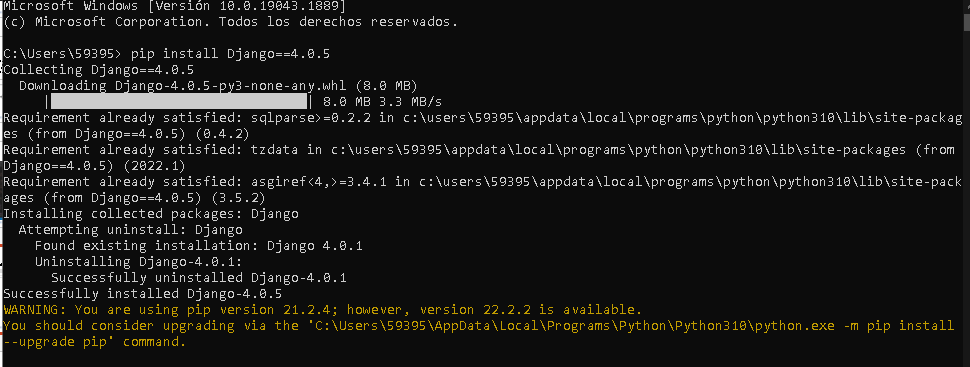 Microsoft Windows [Versión 10.0.19043.1889]
(c) Microsoft Corporation. Todos los derechos reservados.
C:\Users\59395> pip install Django==4.0.5
Collecting Django==4.0.5
Downloading Django-4.0.5-py3-none-any.whl (8.0 MB)
| | 8.0 MB 3.3 MB/s
Requirement already satisfied: sqlparse>=0.2.2 in c:\users\59395\appdata\local\programs\python\python310\lib\site-packag
es (from Django==4.0.5) (0.4.2)
Requirement already satisfied: tzdata in c:\users\59395\appdata\local\programs\python\python310\lib\site-packages (from
Django==4.0.5) (2022.1)
Requirement already satisfied: asgiref<4,>=3.4.1 in c:\users\59395\appdata\local\programs\python\python310\lib\site-pack
ages (from Django==4.0.5) (3.5.2)
Installing collected packages: Django
Attempting uninstall: Django
Found existing installation: Django 4.0.1
Uninstalling Django-4.0.1:
Successfully uninstalled Django-4.0.1
Successfully installed Django-4.0.5
WARNING: You are using pip version 21.2.4; however, version 22.2.2 is available.
You should consider upgrading via the 'C:\Users\59395\AppData\Local\Programs\Python\Python310\python.exe -m pip install
--upgrade pip' command.